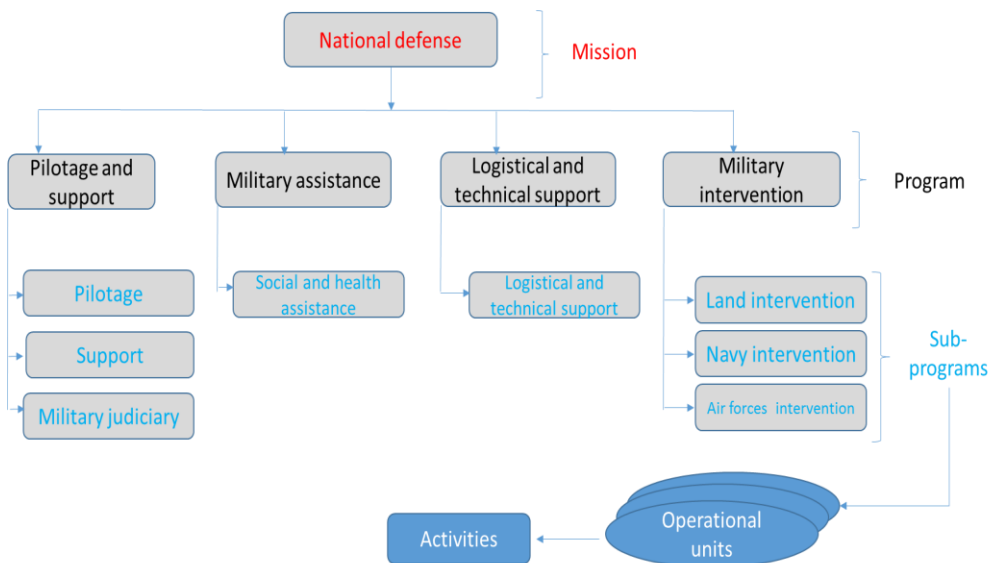 National defense
Mission
Pilotage and
support
Military assistance
Logistical and
technical support
Military
intervention
Program
Pilotage
Support
Military judiciary
Social and health
assistance
Logistical and
technical support
Land intervention
Navy intervention
Air forces intervention
Sub-
programs
Operational
units
Activities